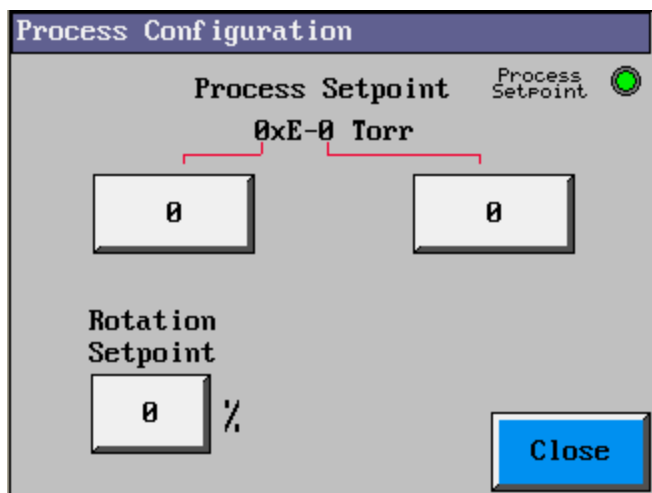 Process Configuration
Process Setpoint
Process Setpoint
0xE-0 Torr
0
0
Rotation
Setpoint
0 %
Close